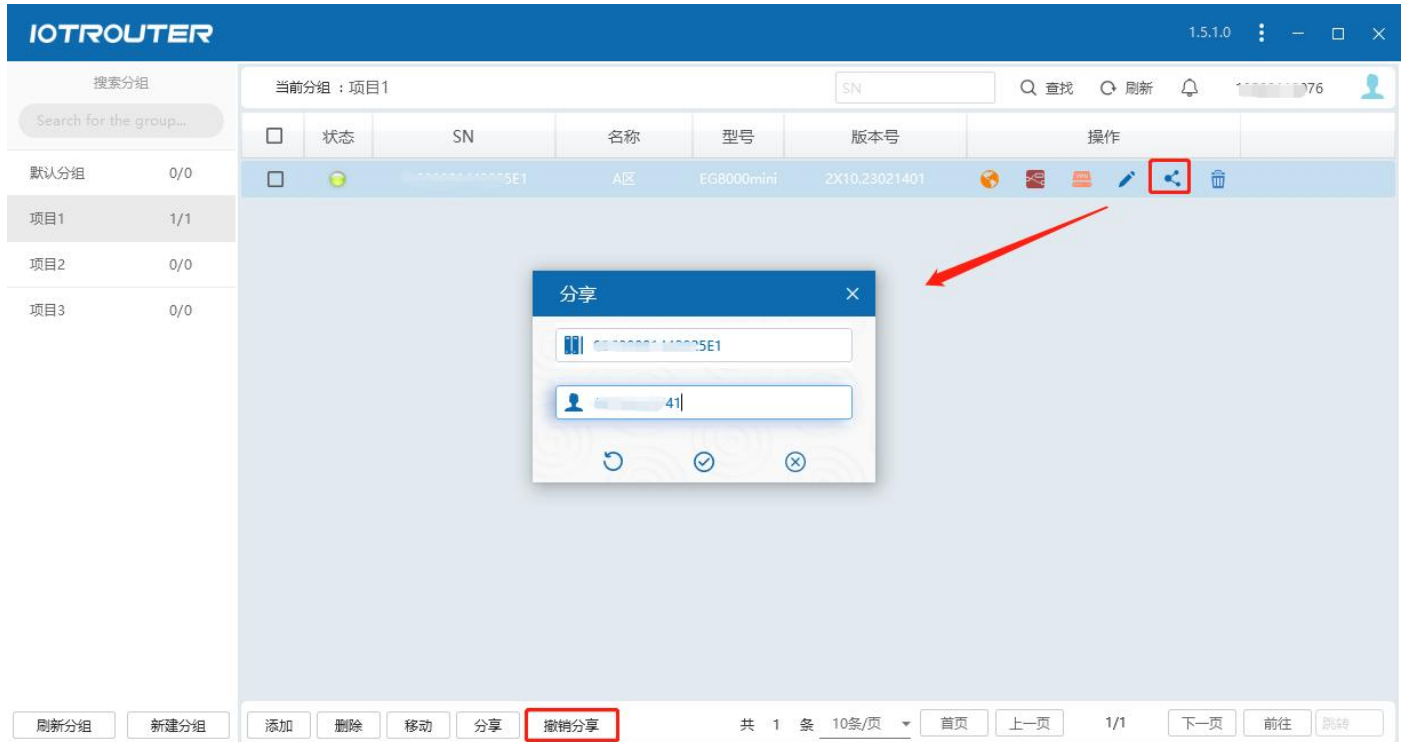 IOTROUTER
1.5.1.0
搜索分组
Search for the group...
当前分组：项目1
SN
查找
刷新
76
状态
SN
名称
型号
版本号
操作
默认分组 0/0
5E1
A区
EG8000mini
2X10.23021401
项目1 1/1
项目2 0/0
项目3 0/0
分享
25E1
41
刷新分组
新建分组
添加
删除
移动
分享
撤销分享
共 1 条
10条/页
首页
上一页
1/1
下一页
前往
跳转